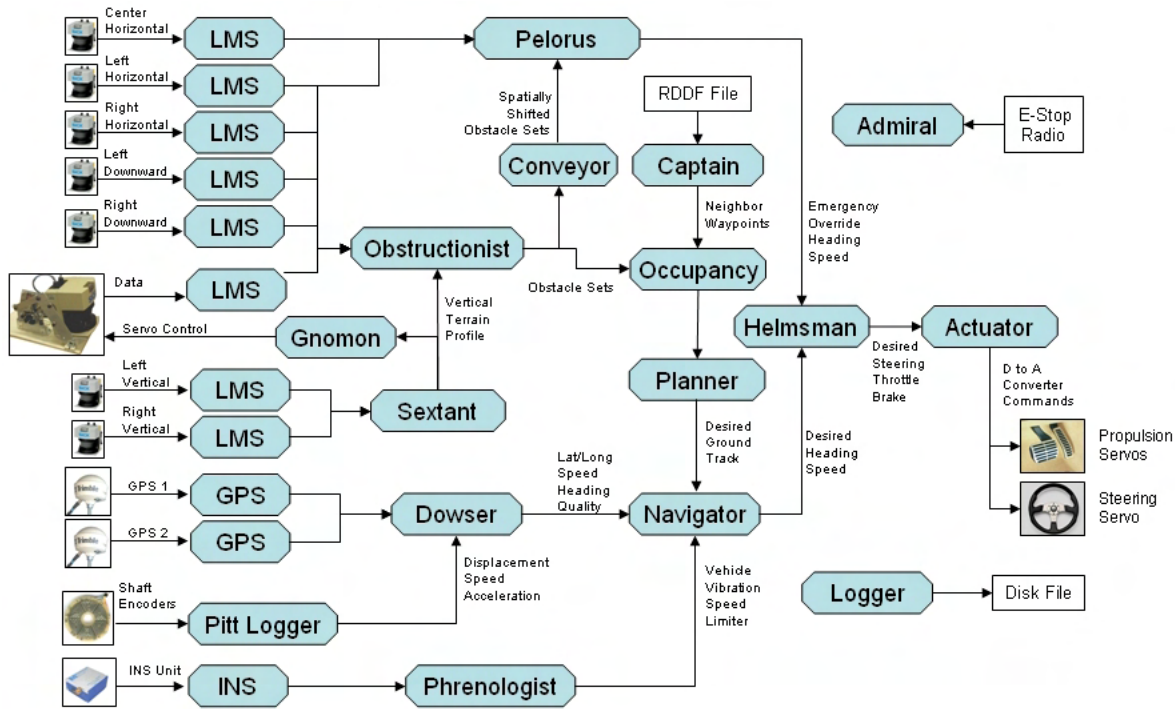 Center
Horizontal
LMS
Pelorus
Left
Horizontal
LMS
RDDF File
Right
Horizontal
LMS
Spatially
Shifted
Obstacle Sets
Admiral
E-Stop
Radio
Left
Downward
LMS
Conveyor
Captain
Right
Downward
LMS
Neighbor
Waypoints
Emergency
Override
Heading
Speed
Obstructionist
Occupancy
Obstacle Sets
Data
LMS
Vertical
Terrain
Profile
Servo Control
Gnomon
Helmsman
Actuator
Desired
Steering
Throttle
Brake
D to A
Converter
Commands
Left
Vertical
LMS
Planner
Right
Vertical
LMS
Sextant
Desired
Ground
Track
Desired
Heading
Speed
Propulsion
Servos
GPS 1
GPS
Lat/Long
Speed
Heading
Quality
Dowser
Navigator
Steering
Servo
GPS 2
GPS
Displacement
Speed
Acceleration
Vehicle
Vibration
Speed
Limiter
Shaft
Encoders
Pitt Logger
Logger
Disk File
INS Unit
INS
Phrenologist